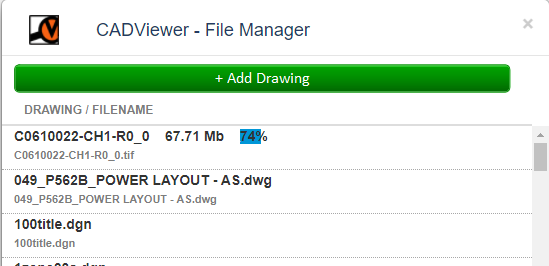 CADViewer - File Manager
×
+ Add Drawing
DRAWING / FILENAME
C0610022-CH1-R0_0 67.71 Mb 74%
C0610022-CH1-R0_0.tif
049_P562B_POWER LAYOUT - AS.dwg
049_P562B_POWER LAYOUT - AS.dwg
100title.dgn
100title.dgn